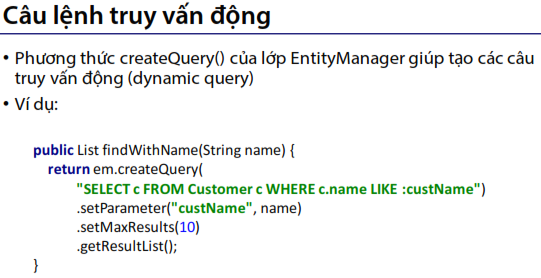 Câu lệnh truy vấn động
• Phương thức createQuery() của lớp EntityManager giúp tạo các câu
truy vấn động (dynamic query)
• Ví dụ:
public List findWithName(String name) {
return em.createQuery(
"SELECT c FROM Customer c WHERE c.name LIKE :custName")
.setParameter("custName", name)
.setMaxResults(10)
.getResultList();
}